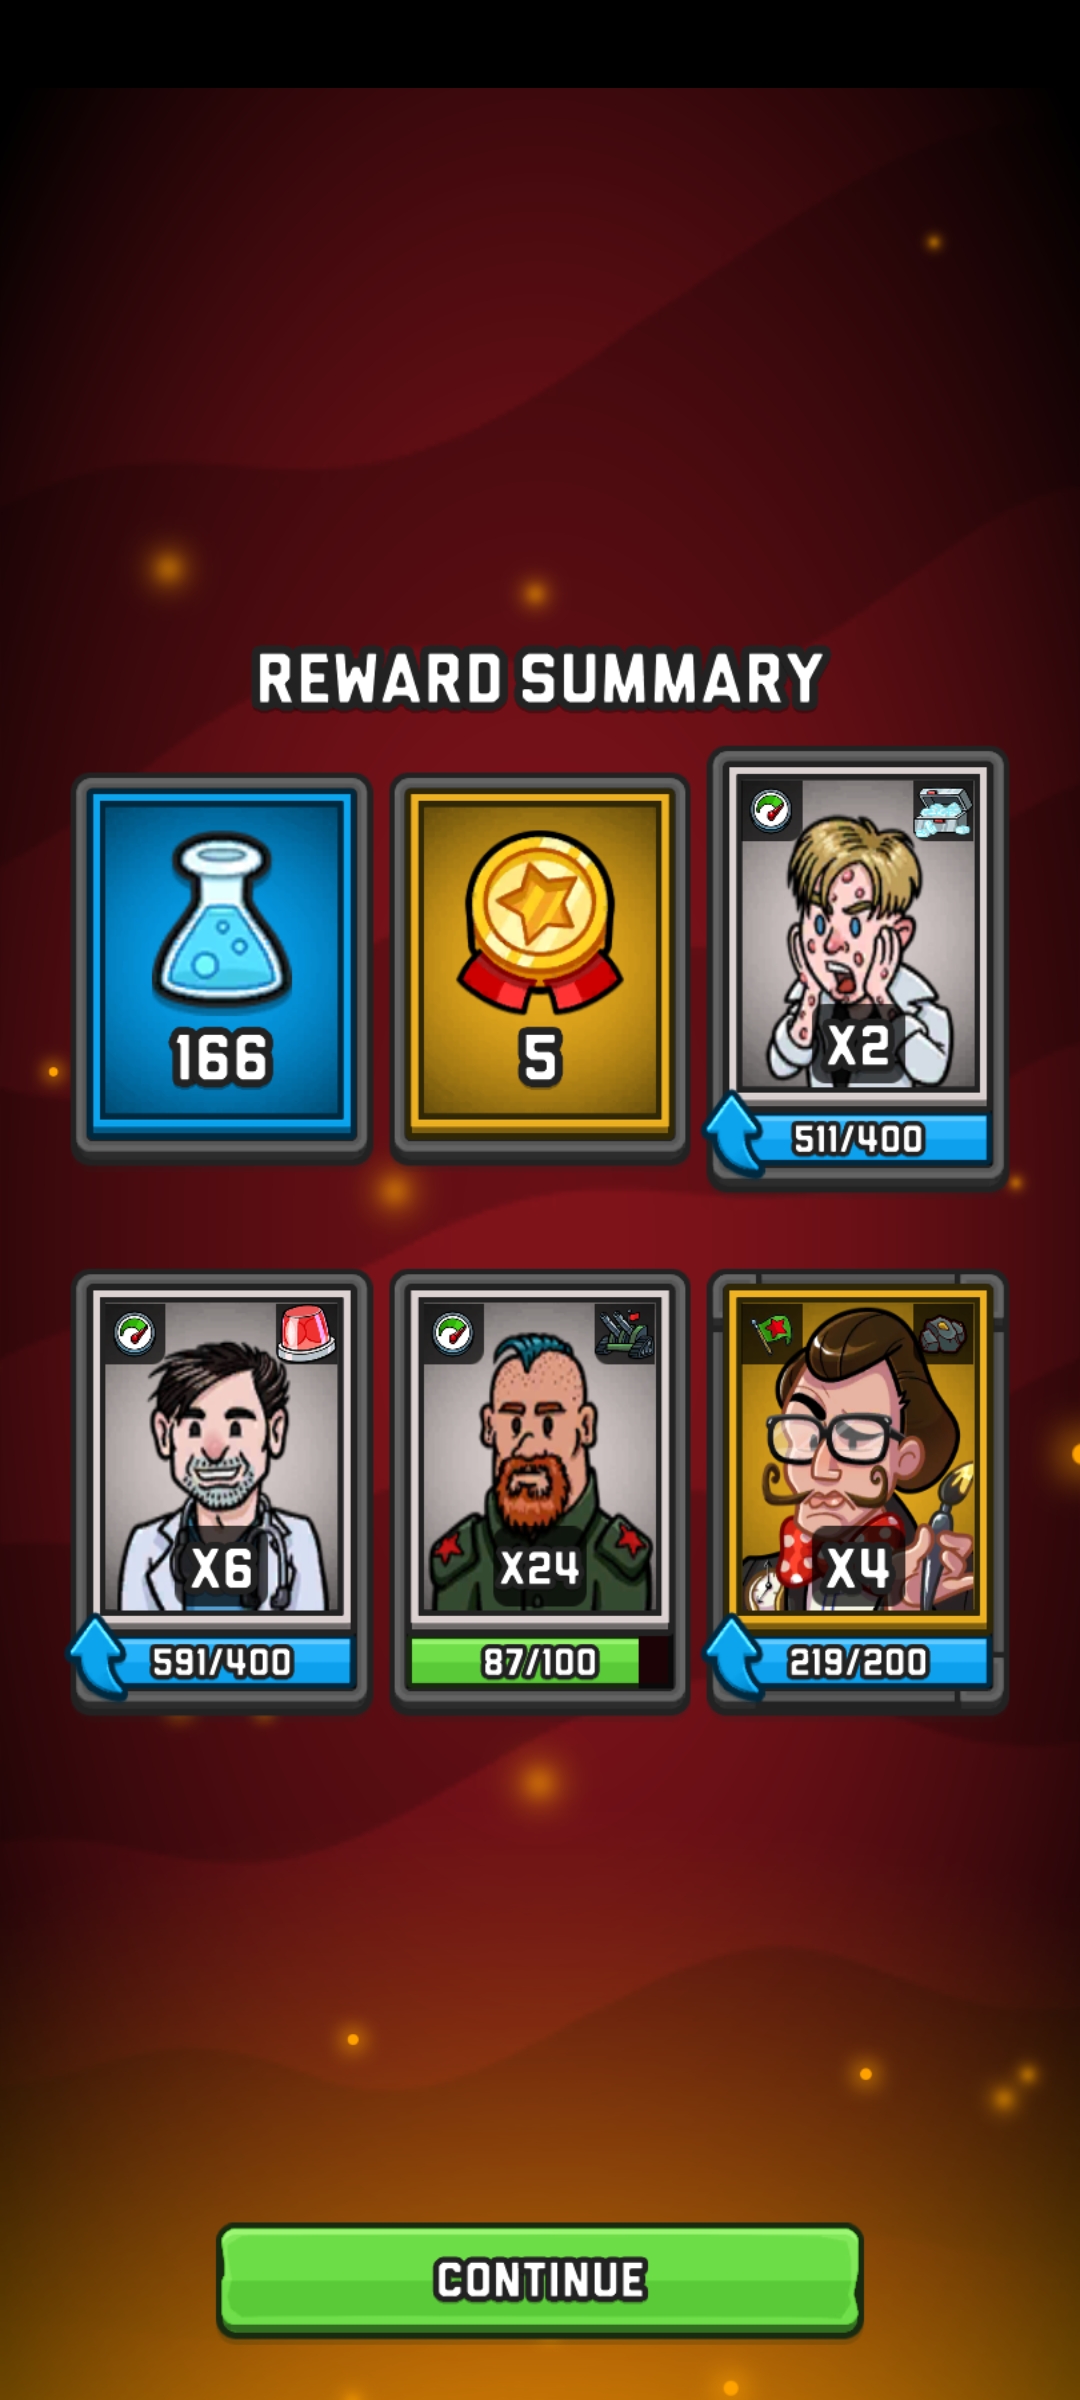 REWARD SUMMARY
166
5
X2
511/400
X6
591/400
X24
87/100
X4
219/200
CONTINUE